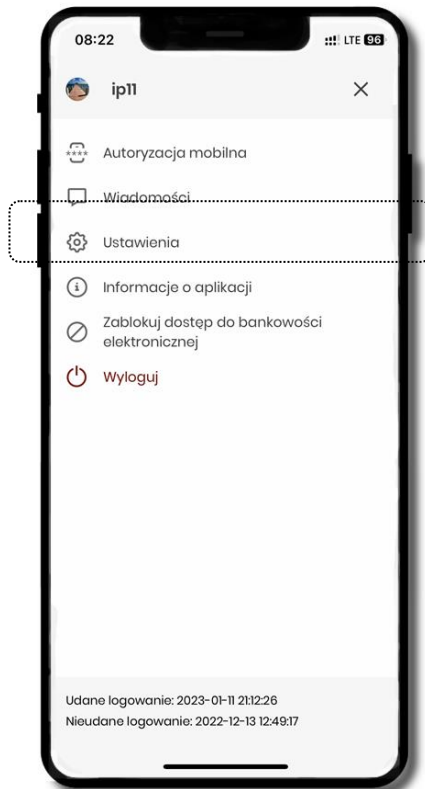 08:22 LTE 96
ip11
Autoryzacja mobilna
Wiadomości
Ustawienia
Informacje o aplikacji
Zablokuj dostęp do bankowości
elektronicznej
Wyloguj
Udane logowanie: 2023-01-11 21:12:26
Nieudane logowanie: 2022-12-13 12:49:17